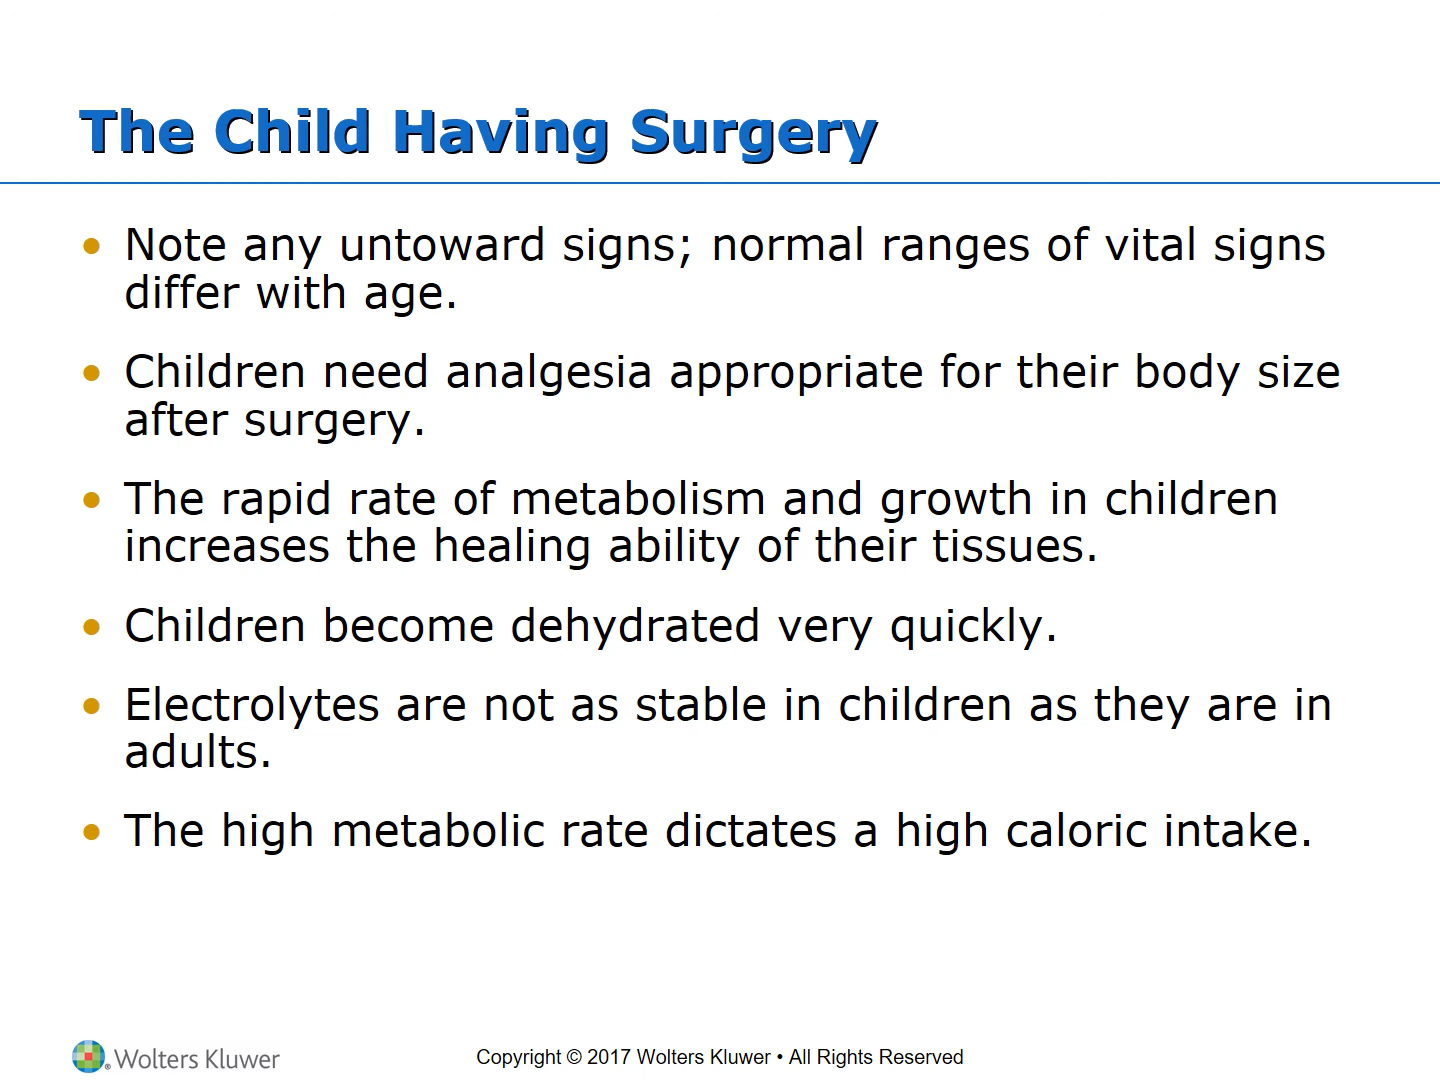 The Child Having Surgery
• Note any untoward signs; normal ranges of vital signs
differ with age.
• Children need analgesia appropriate for their body size
after surgery.
• The rapid rate of metabolism and growth in children
increases the healing ability of their tissues.
• Children become dehydrated very quickly.
• Electrolytes are not as stable in children as they are in
adults.
• The high metabolic rate dictates a high caloric intake.
® Wolters Kluwer
Copyright © 2017 Wolters Kluwer • All Rights Reserved